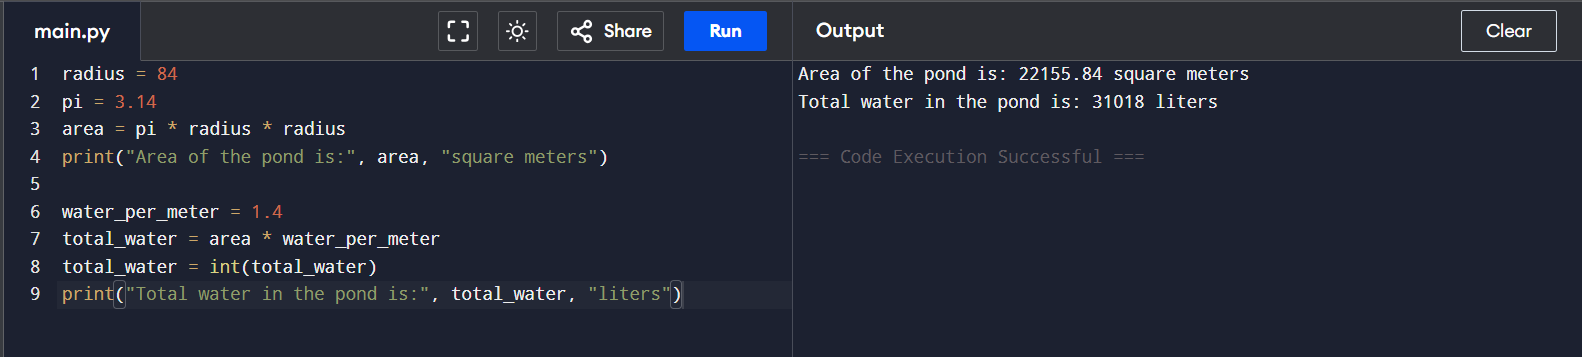 main.py
Share
Run
Output
Clear
1 radius = 84
2 pi = 3.14
3 area = pi * radius * radius
4 print("Area of the pond is:", area, "square meters")
5
6 water_per_meter = 1.4
7 total_water = area * water_per_meter
8 total_water = int(total_water)
9 print("Total water in the pond is:", total_water, "liters")
Area of the pond is: 22155.84 square meters
Total water in the pond is: 31018 liters
=== Code Execution Successful ===